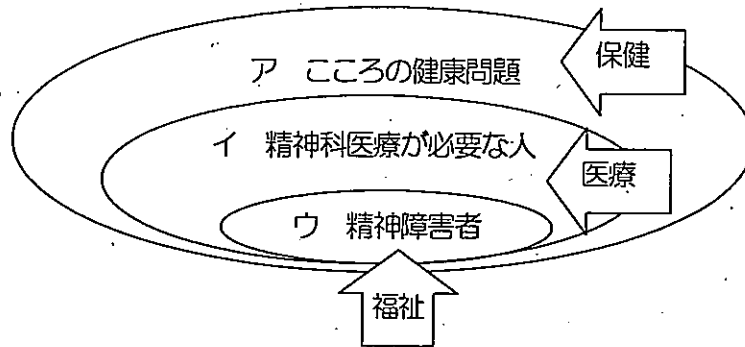 保健
ア こころの健康問題
イ 精神科医療が必要な人
医療
ウ 精神障害者
福祉